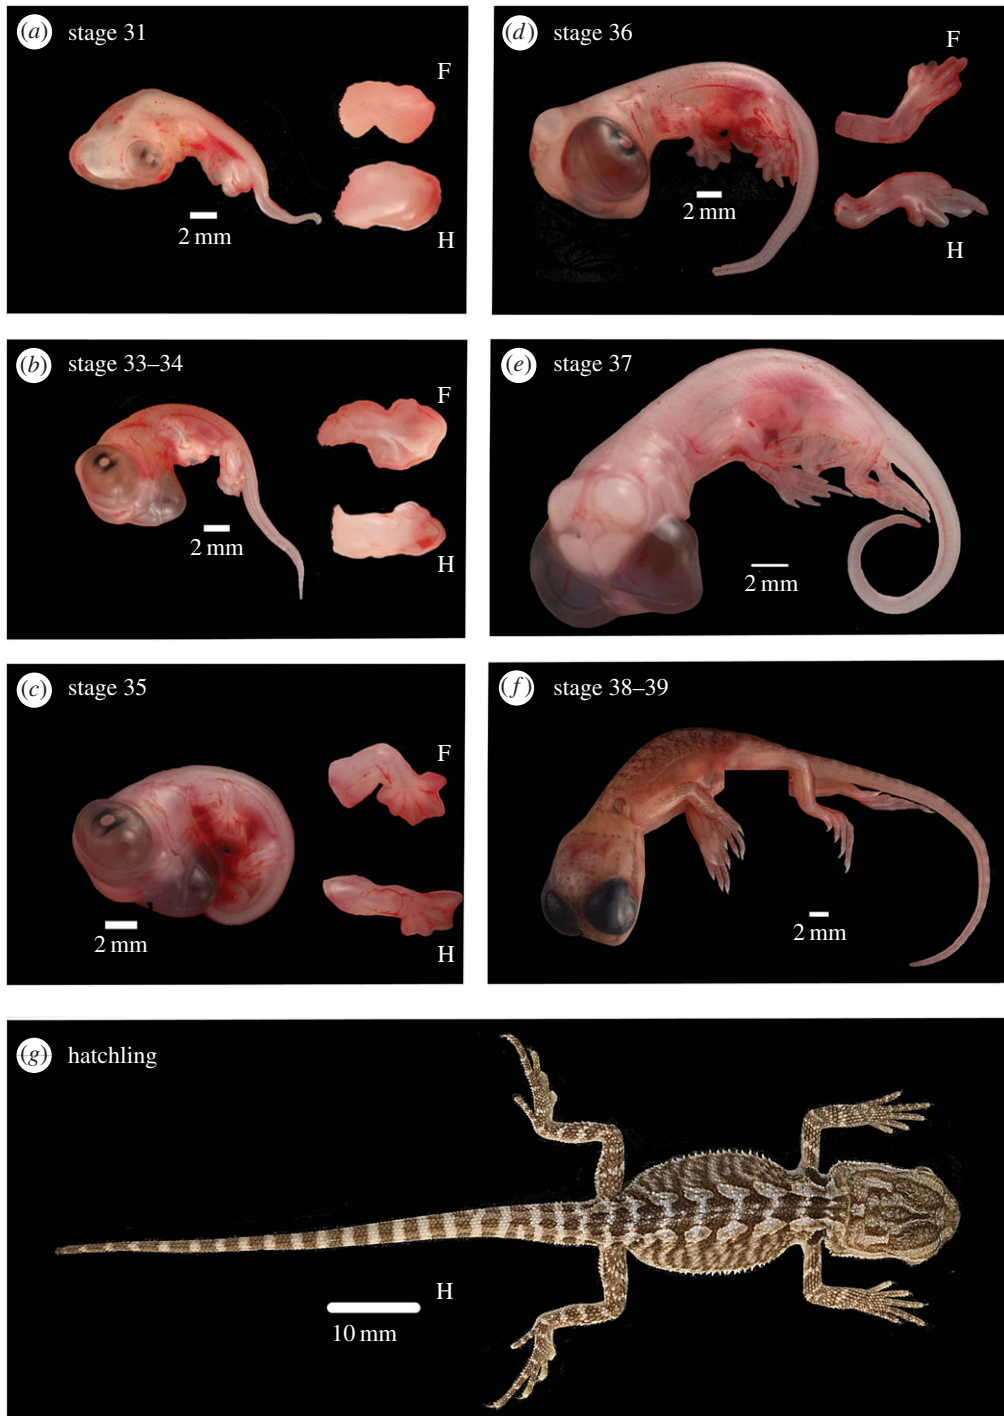 (a) stage 31
F
2 mm
H
(b) stage 33–34
F
2 mm
H
(c) stage 35
F
2 mm
H
(d) stage 36
F
2 mm
H
(e) stage 37
2 mm
(f) stage 38–39
2 mm
(g) hatchling
H
10 mm